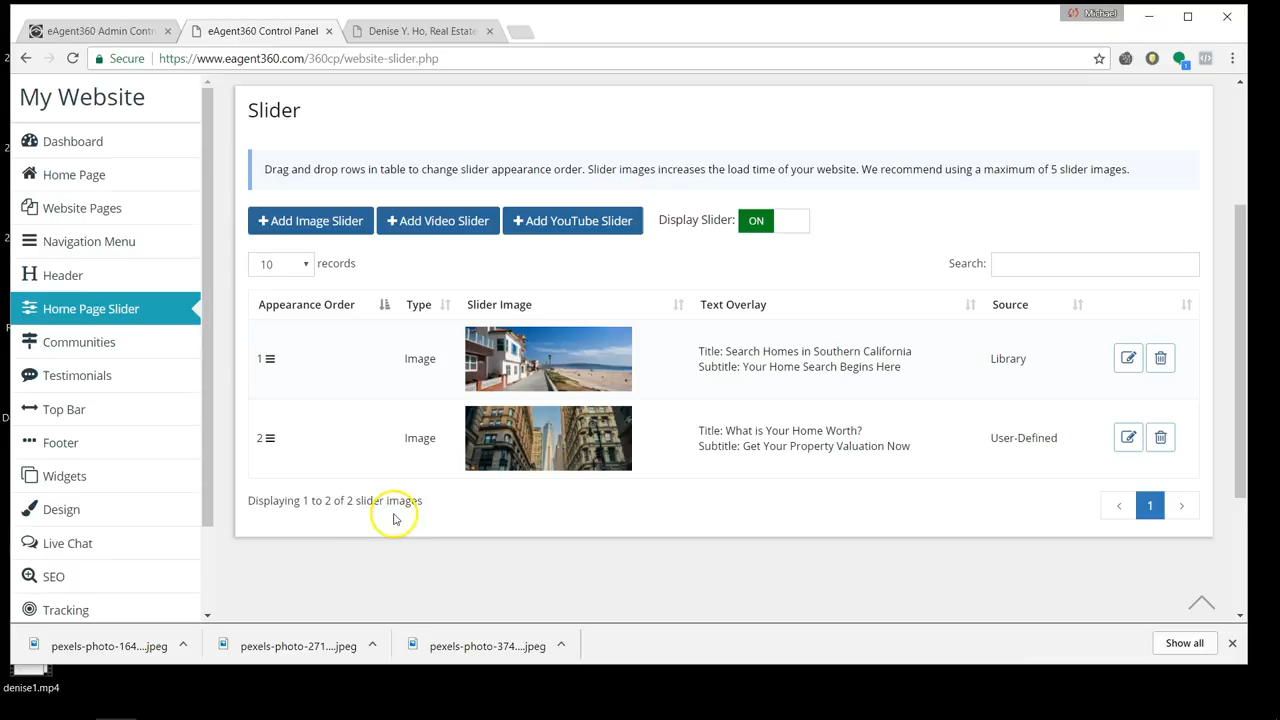 Michael
eAgent360 Admin Contr
eAgent360 Control Panel
Denise Y. Ho, Real Estate
Secure
https://www.eagent360.com/360cp/website-slider.php
My Website
Dashboard
Home Page
Website Pages
Navigation Menu
Header
Home Page Slider
Communities
Testimonials
Top Bar
Footer
Widgets
Design
Live Chat
SEO
Tracking
Slider
Drag and drop rows in table to change slider appearance order. Slider images increases the load time of your website. We recommend using a maximum of 5 slider images.
+ Add Image Slider
+ Add Video Slider
+ Add YouTube Slider
Display Slider: ON
10 records
Search:
Appearance Order Type Slider Image Text Overlay Source
1 Image
Title: Search Homes in Southern California
Subtitle: Your Home Search Begins Here
Library
2 Image
Title: What is Your Home Worth?
Subtitle: Get Your Property Valuation Now
User-Defined
Displaying 1 to 2 of 2 slider images
‹ 1 ›
pexels-photo-164....jpeg
pexels-photo-271....jpeg
pexels-photo-374....jpeg
Show all
denise1.mp4